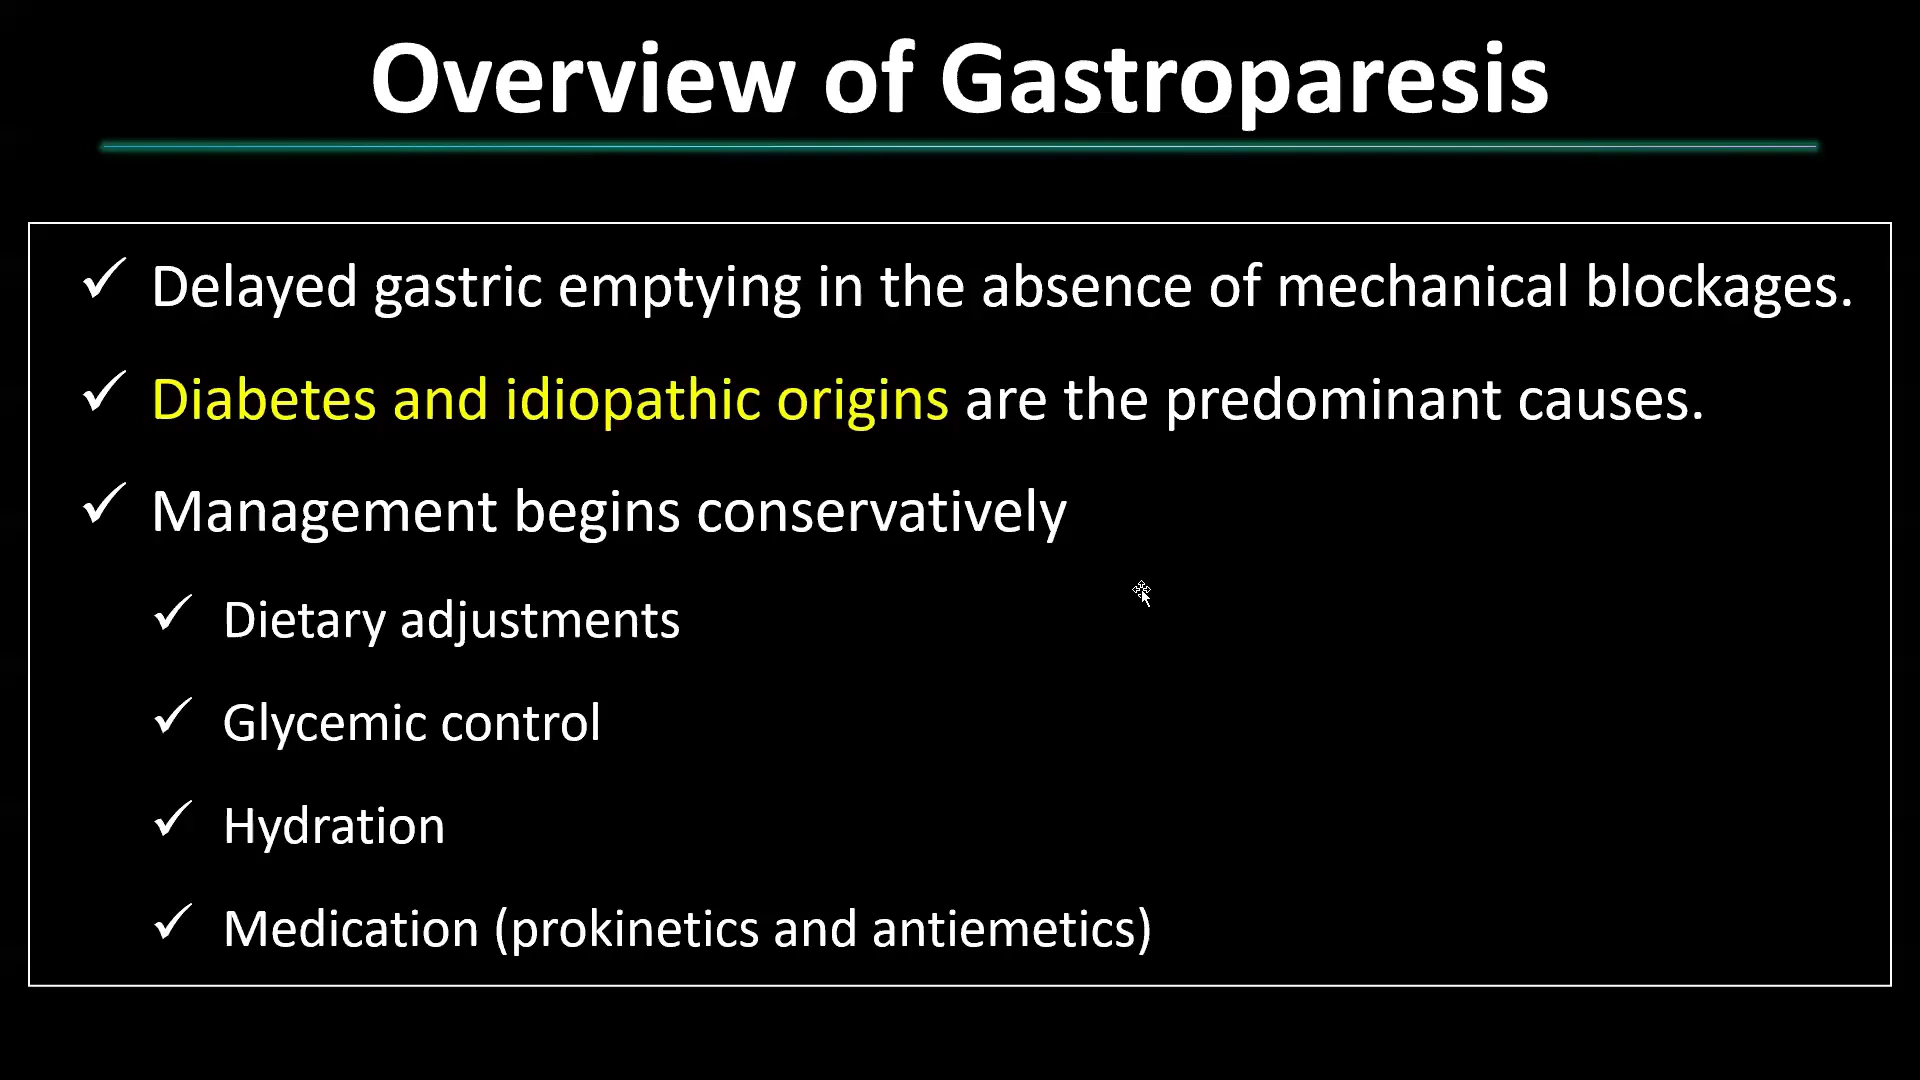 Overview of Gastroparesis
✓ Delayed gastric emptying in the absence of mechanical blockages.
✓ Diabetes and idiopathic origins are the predominant causes.
✓ Management begins conservatively
✓ Dietary adjustments
✓ Glycemic control
✓ Hydration
✓ Medication (prokinetics and antiemetics)